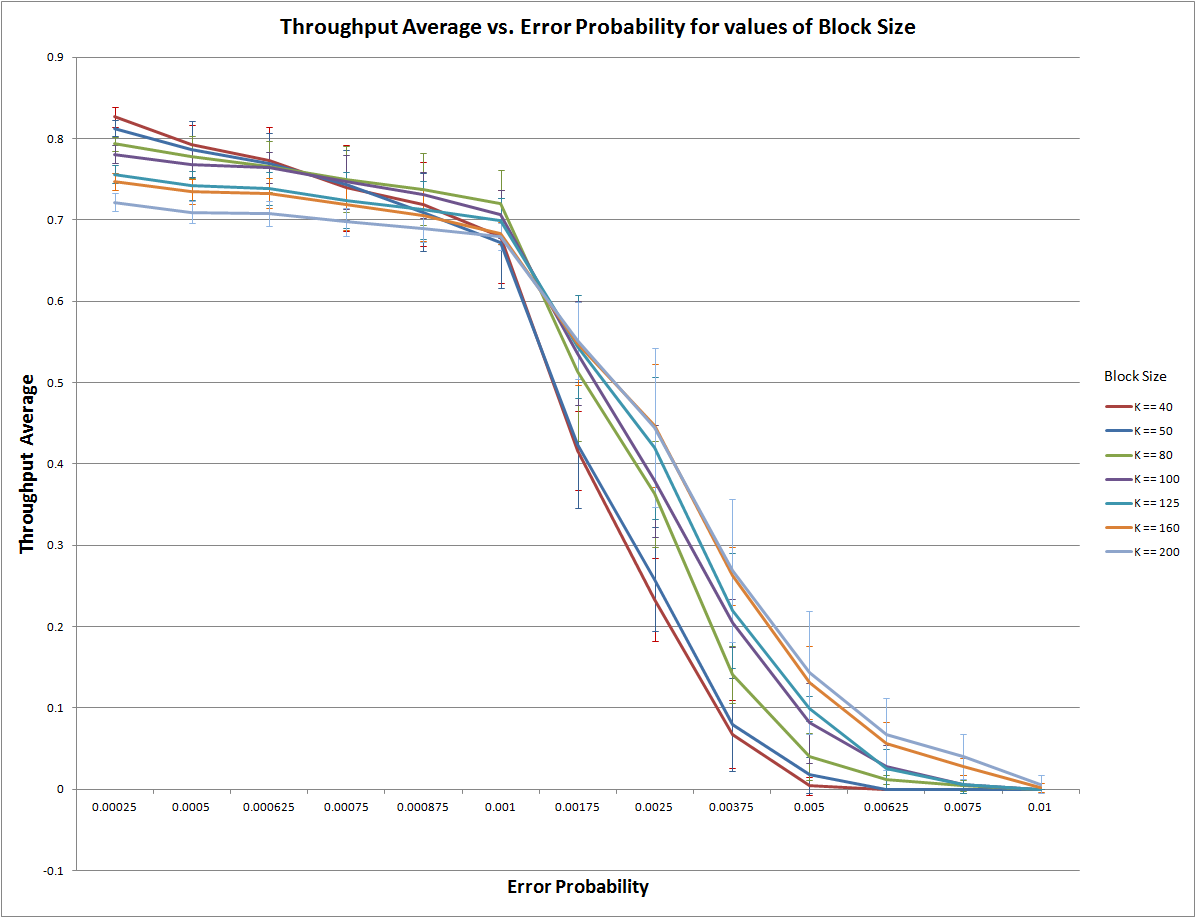 Throughput Average vs. Error Probability for values of Block Size
0.9
0.8
0.7
0.6
0.5
0.4
0.3
0.2
0.1
0
-0.1
Throughput Average
0.00025 0.0005 0.000625 0.00075 0.000875 0.001 0.00175 0.0025 0.00375 0.005 0.00625 0.0075 0.01
Error Probability
Block Size
K == 40
K == 50
K == 80
K == 100
K == 125
K == 160
K == 200